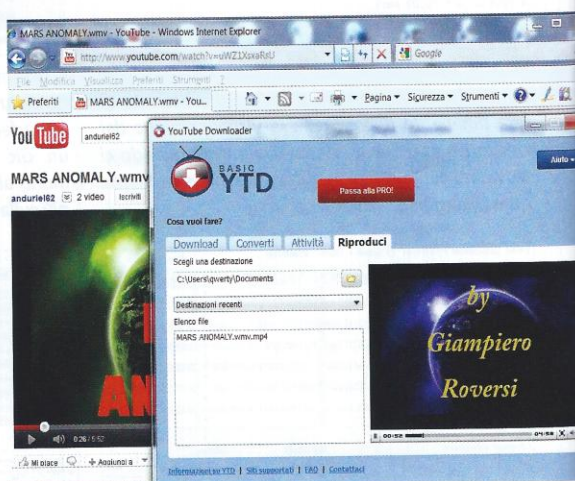 MARS ANOMALY.wmv - YouTube - Windows Internet Explorer
http://www.youtube.com/watch?v=uWZ1XsxaRsU
Google
File Modifica Visualizza Preferiti Strumenti ?
Preferiti MARS ANOMALY.wmv - You... Pagina Sicurezza Strumenti
You Tube anduriel62
MARS ANOMALY.wmv
anduriel62 2 video Iscriviti
AN
0:26 / 5:52
Mi piace + Aggiungi a
YouTube Downloader
BASIC
YTD
Passa alla PRO!
Aiuto
Cosa vuoi fare?
Download Converti Attività Riproduci
Scegli una destinazione
C:\Users\qwerty\Documents
Destinazioni recenti
Elenco file
MARS ANOMALY.wmv.mp4
by
Giampiero
Roversi
00:52 04:58
Informazioni su YTD | Siti supportati | FAQ | Contattaci